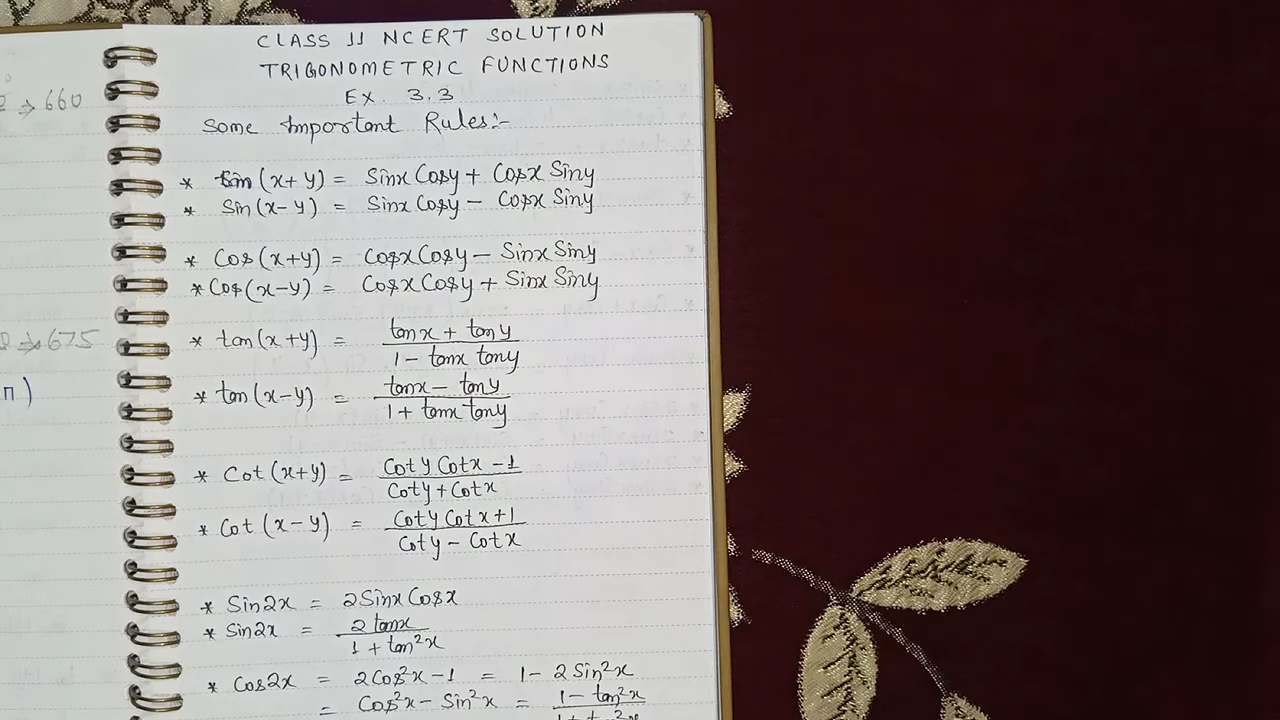 CLASS 11 NCERT SOLUTION
TRIGONOMETRIC FUNCTIONS
EX. 3.3
Some Important Rules:-
* Sin(x+y) = Sinx Cosy + Cosx Siny
* Sin(x-y) = Sinx Cosy - Cosx Siny
* Cos(x+y) = Cosx Cosy - Sinx Siny
* Cos(x-y) = Cosx Cosy + Sinx Siny
* tan(x+y) = tanx + tany / 1 - tanx tany
* tan(x-y) = tanx - tany / 1 + tanx tany
* Cot(x+y) = Coty Cotx - 1 / Coty + Cotx
* Cot(x-y) = Coty Cotx + 1 / Coty - Cotx
* Sin2x = 2Sinx Cosx
* Sin2x = 2 tanx / 1 + tan²x
* Cos2x = 2Cos²x - 1 = 1 - 2Sin²x
= Cos²x - Sin²x = 1 - tan²x / 1 + tan²x
→660
→675
π)